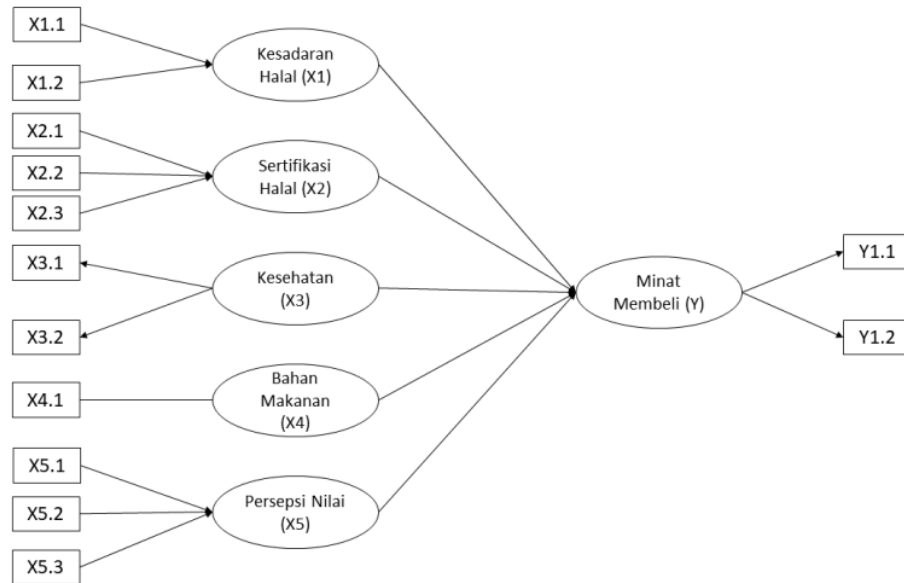 X1.1
X1.2
Kesadaran
Halal (X1)
X2.1
X2.2
X2.3
Sertifikasi
Halal (X2)
X3.1
X3.2
Kesehatan
(X3)
X4.1
Bahan
Makanan
(X4)
X5.1
X5.2
X5.3
Persepsi Nilai
(X5)
Minat
Membeli (Y)
Y1.1
Y1.2